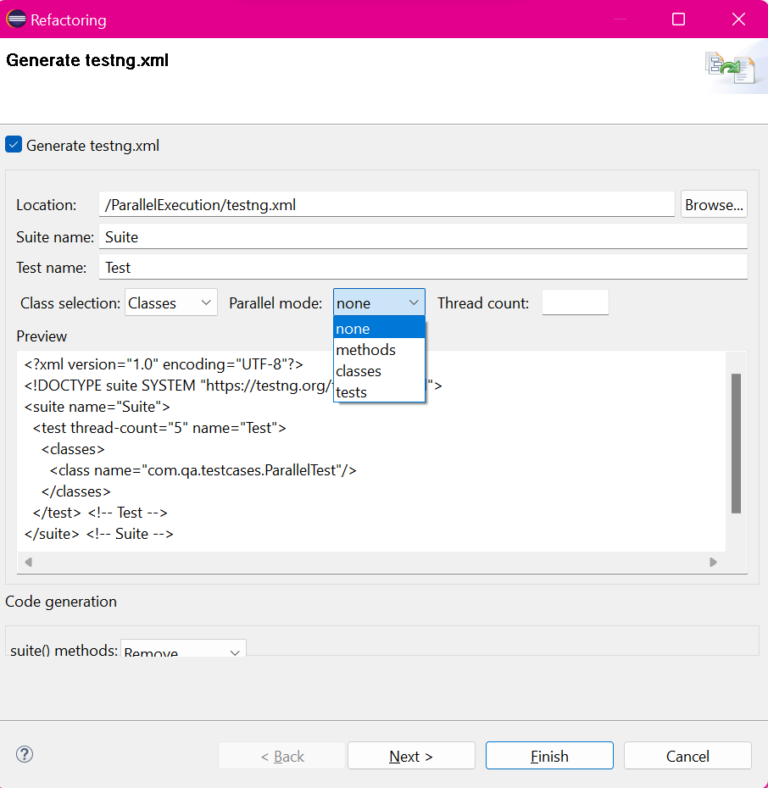 Refactoring
Generate testng.xml
Generate testng.xml
Location: /ParallelExecution/testng.xml Browse...
Suite name: Suite
Test name: Test
Class selection: Classes Parallel mode: none Thread count:
none
methods
classes
tests
Preview
<?xml version="1.0" encoding="UTF-8"?>
<!DOCTYPE suite SYSTEM "https://testng.org/ ">
<suite name="Suite">
<test thread-count="5" name="Test">
<classes>
<class name="com.qa.testcases.ParallelTest"/>
</classes>
</test> <!-- Test -->
</suite> <!-- Suite -->
Code generation
suite() methods: Remove
?
< Back Next > Finish Cancel